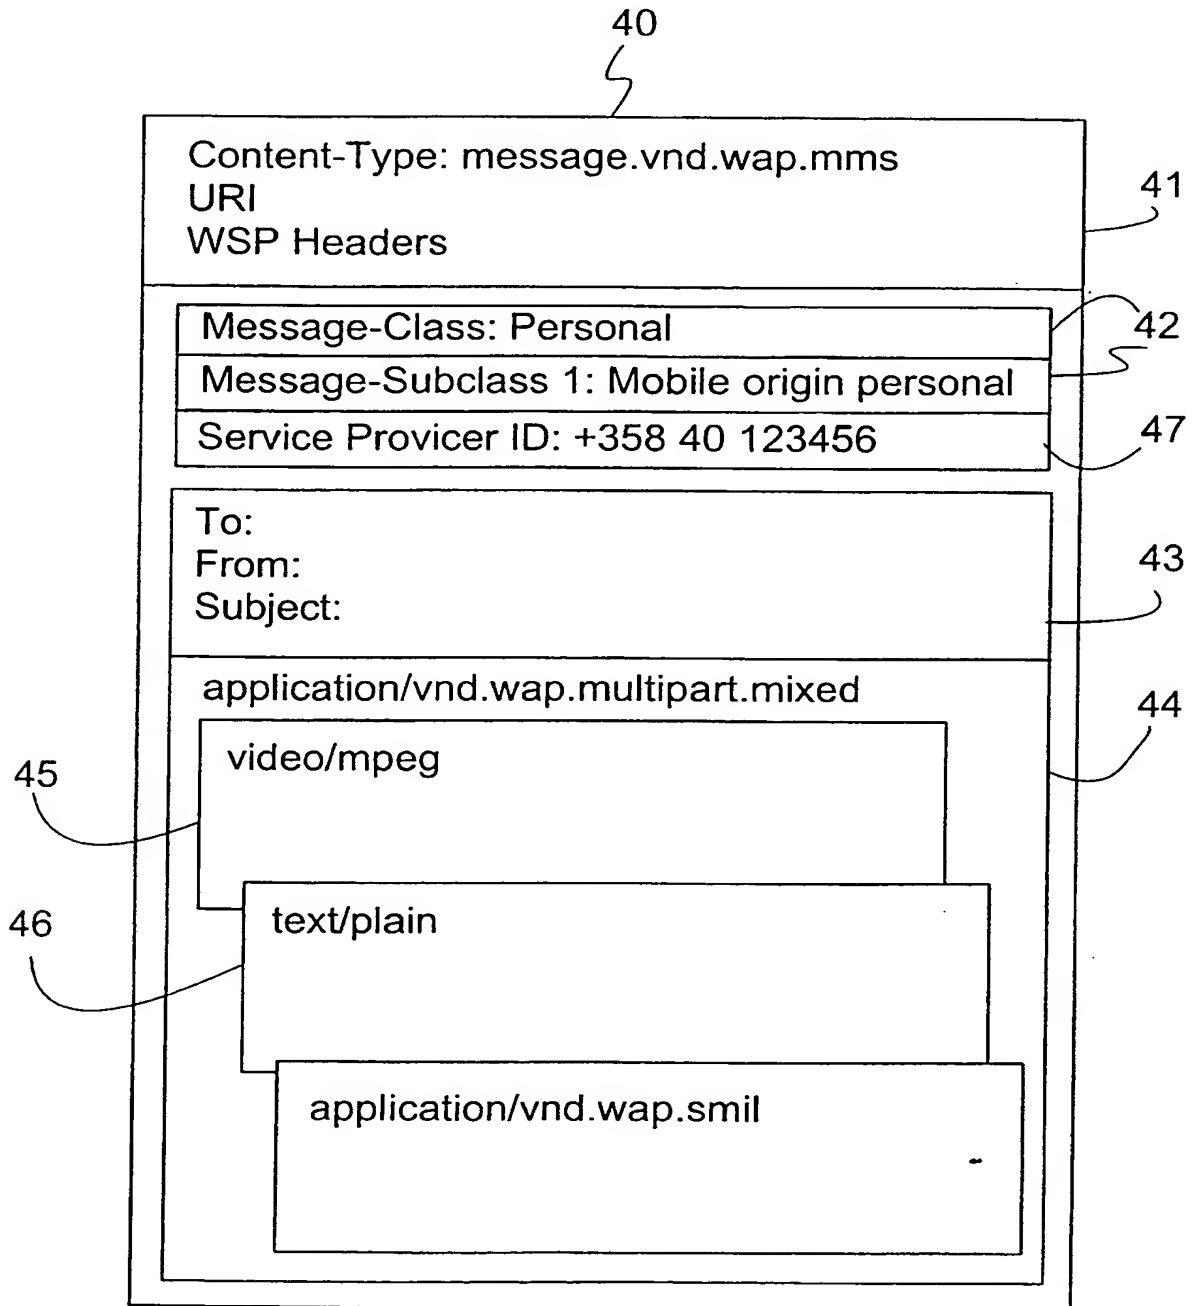 40
Content-Type: message.vnd.wap.mms
URI
WSP Headers
41
Message-Class: Personal
42
Message-Subclass 1: Mobile origin personal
Service Provicer ID: +358 40 123456
47
To:
From:
Subject:
43
application/vnd.wap.multipart.mixed
44
video/mpeg
45
text/plain
46
application/vnd.wap.smil